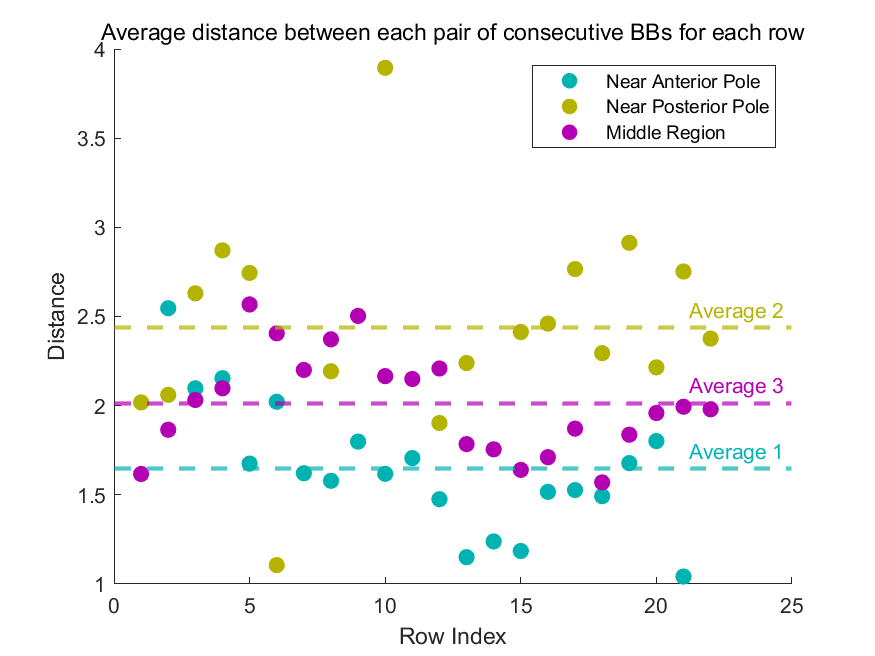 Average distance between each pair of consecutive BBs for each row
4
3.5
3
2.5
2
1.5
1
Distance
Near Anterior Pole
Near Posterior Pole
Middle Region
Average 2
Average 3
Average 1
0 5 10 15 20 25
Row Index